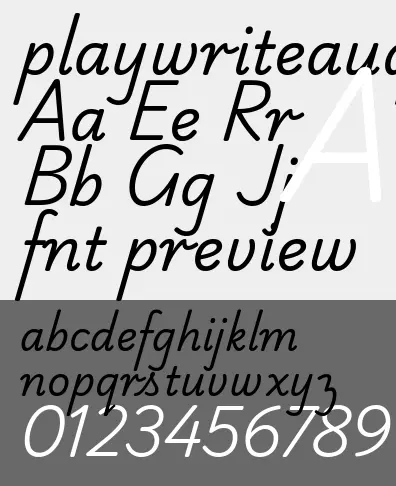 playwriteau
Aa Ee Rr
A
Bb Gg Jj
fnt preview
abcdefghijklm
nopqrstuvwxyz
0123456789